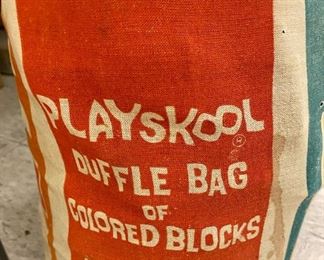 PLAYSKOOL®
DUFFLE BAG
OF
COLORED BLOCKS